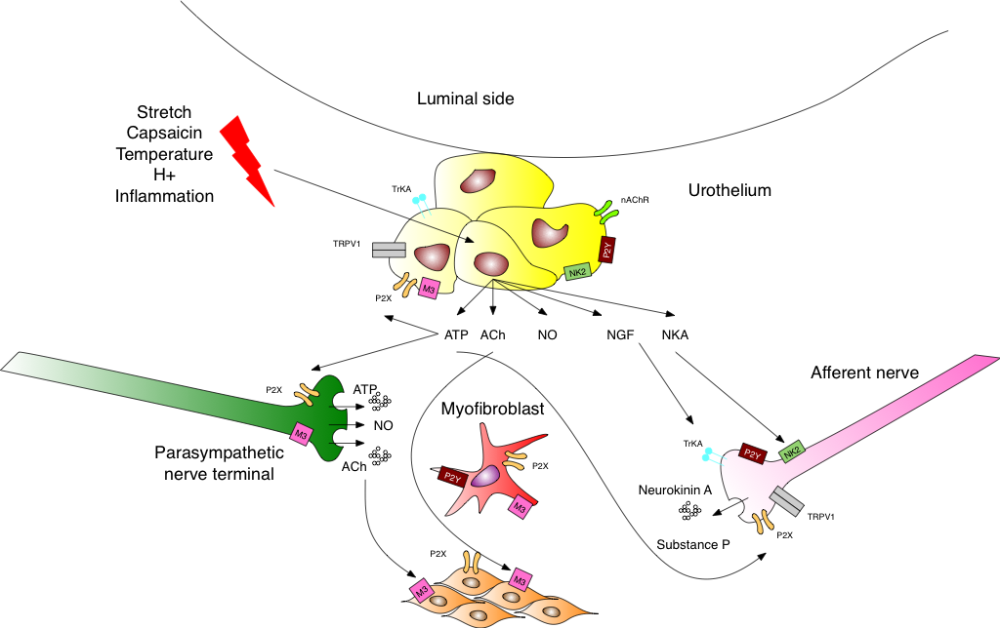 Luminal side
Stretch
Capsaicin
Temperature
H+
Inflammation
Urothelium
TrKA
nAChR
TRPV1
P2Y
NK2
P2X
M3
ATP
ACh
NO
NGF
NKA
Afferent nerve
P2X
ATP
M3
NO
ACh
Parasympathetic
nerve terminal
Myofibroblast
P2X
P2Y
M3
TrKA
P2Y
NK2
Neurokinin A
TRPV1
P2X
Substance P
P2X
M3
M3